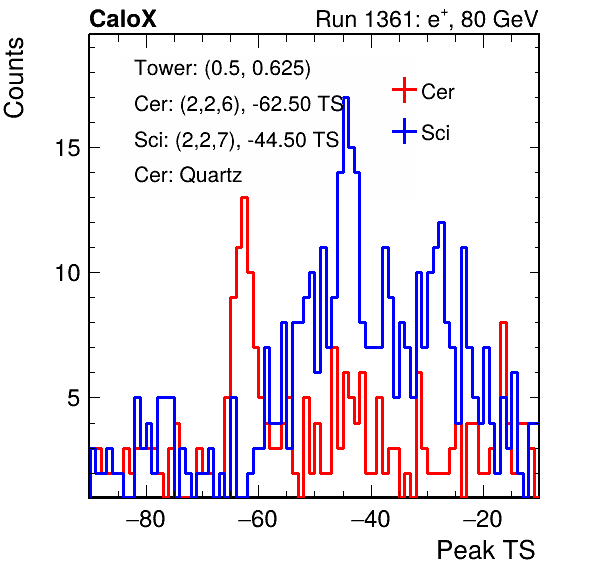 CaloX Run 1361: e⁺, 80 GeV
Counts
Tower: (0.5, 0.625)
Cer: (2,2,6), -62.50 TS
Sci: (2,2,7), -44.50 TS
Cer: Quartz
Cer
Sci
15
10
5
−80 −60 −40 −20
Peak TS